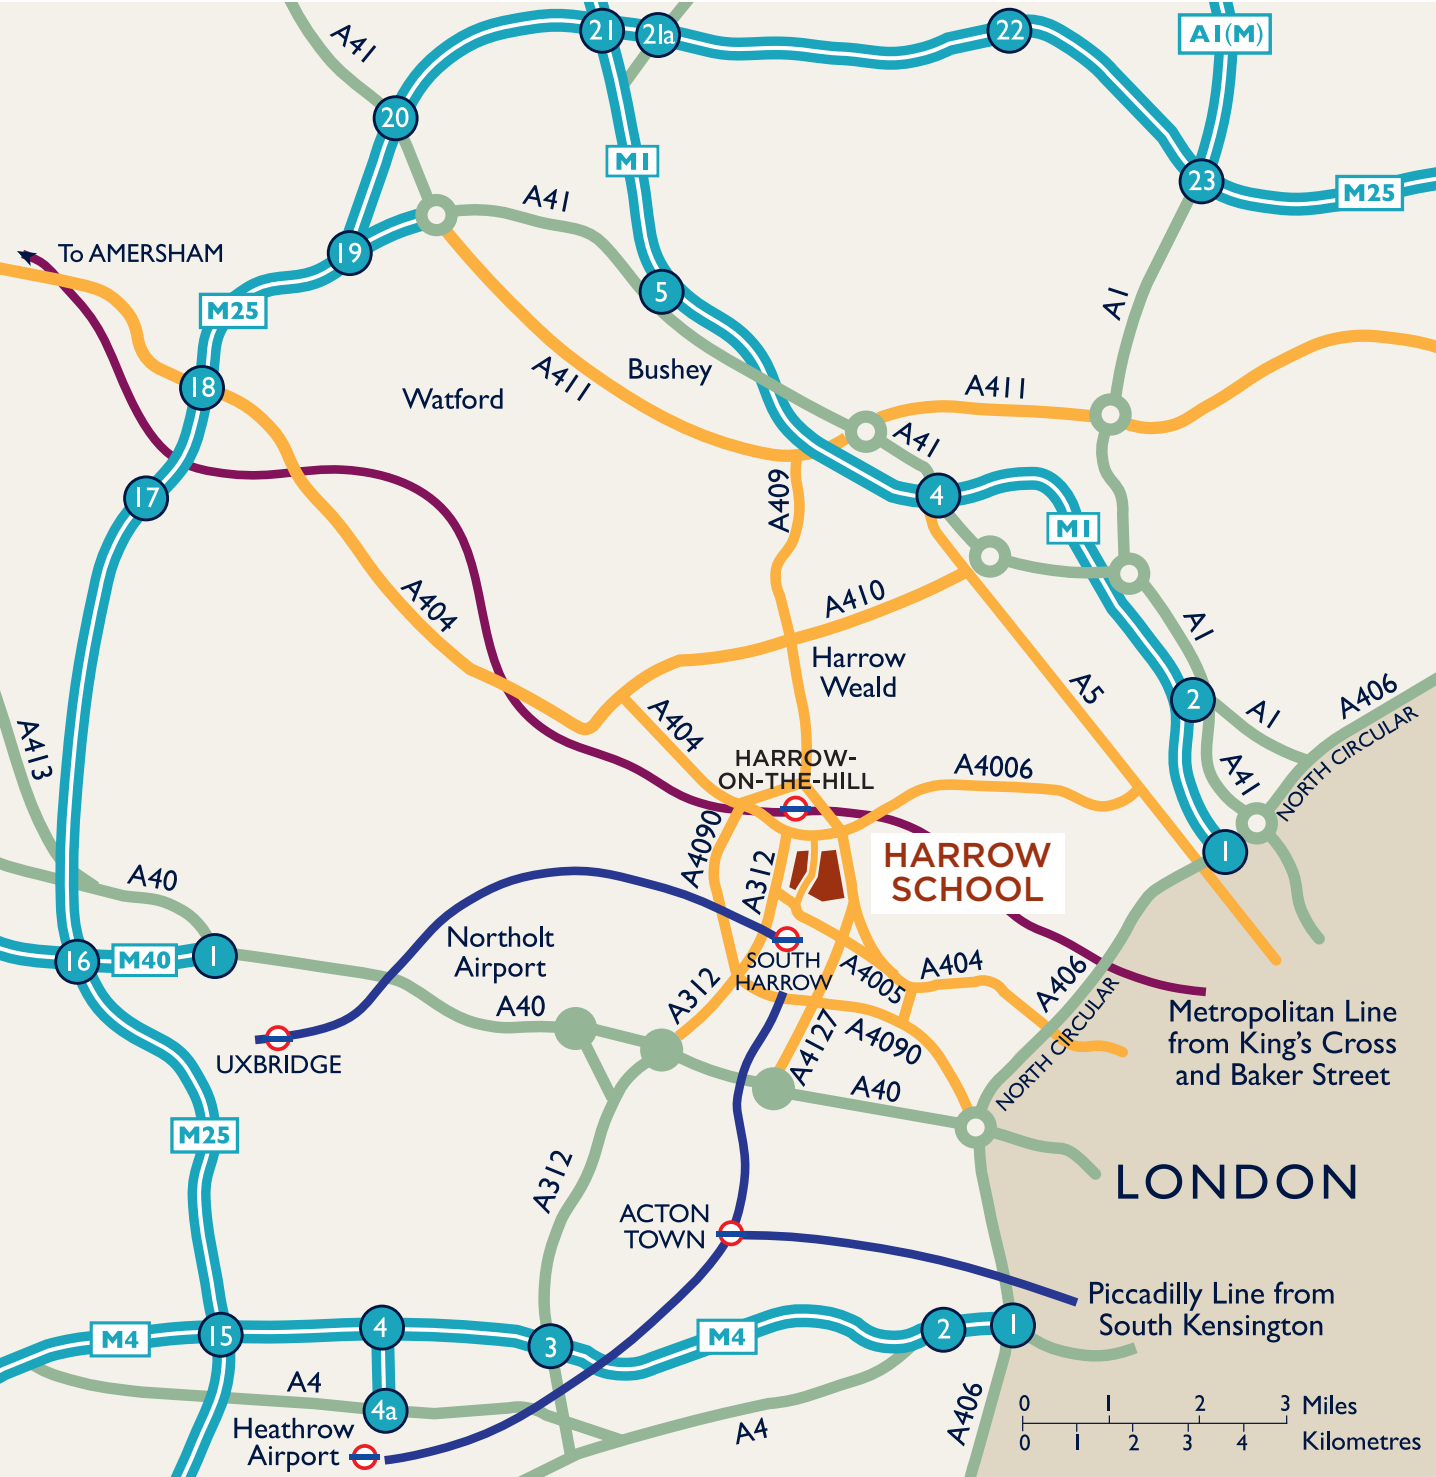 A41
21
21a
22
A1(M)
20
M1
23
M25
A41
19
To AMERSHAM
5
M25
A1
18
Bushey
A411
Watford
A411
A41
17
A409
4
M1
A404
A410
A1
Harrow
Weald
A5
2
A1
A406
NORTH CIRCULAR
A413
A404
HARROW-
ON-THE-HILL
A4006
A41
A4090
1
A40
A312
HARROW
SCHOOL
16
M40
1
Northolt
Airport
SOUTH
HARROW
A4005
A404
A406
NORTH CIRCULAR
A40
A312
A4127
A4090
UXBRIDGE
Metropolitan Line
from King's Cross
and Baker Street
A40
M25
A312
LONDON
ACTON
TOWN
Piccadilly Line from
South Kensington
M4
15
4
3
M4
2
1
A4
4a
A4
A406
Heathrow
Airport
0 1 2 3 Miles
0 1 2 3 4 Kilometres